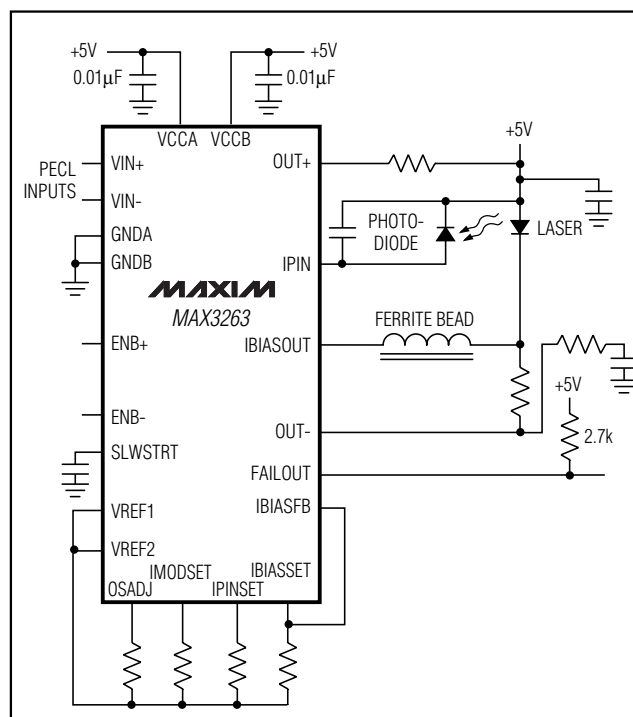 +5V
+5V
0.01µF
0.01µF
+5V
VCCA
VCCB
PECL
INPUTS
VIN+
OUT+
VIN-
GNDA
PHOTO-
DIODE
LASER
GNDB
IPIN
MAXIM
MAX3263
FERRITE BEAD
ENB+
IBIASOUT
+5V
ENB-
OUT-
2.7k
SLWSTRT
FAILOUT
IBIASFB
VREF1
VREF2
IMODSET
IBIASSET
OSADJ
IPINSET